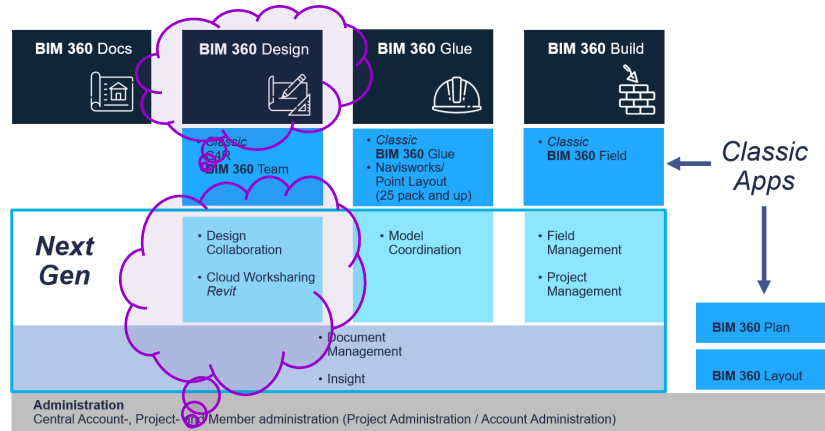 BIM 360 Docs
BIM 360 Design
BIM 360 Glue
BIM 360 Build
• Classic
C4R
BIM 360 Team
• Classic
BIM 360 Glue
• Navisworks/
Point Layout
(25 pack and up)
• Classic
BIM 360 Field
Classic
Apps
Next
Gen
• Design
Collaboration
• Cloud Worksharing
Revit
• Model
Coordination
• Field
Management
• Project
Management
• Document
Management
• Insight
BIM 360 Plan
BIM 360 Layout
Administration
Central Account-, Project- and Member administration (Project Administration / Account Administration)